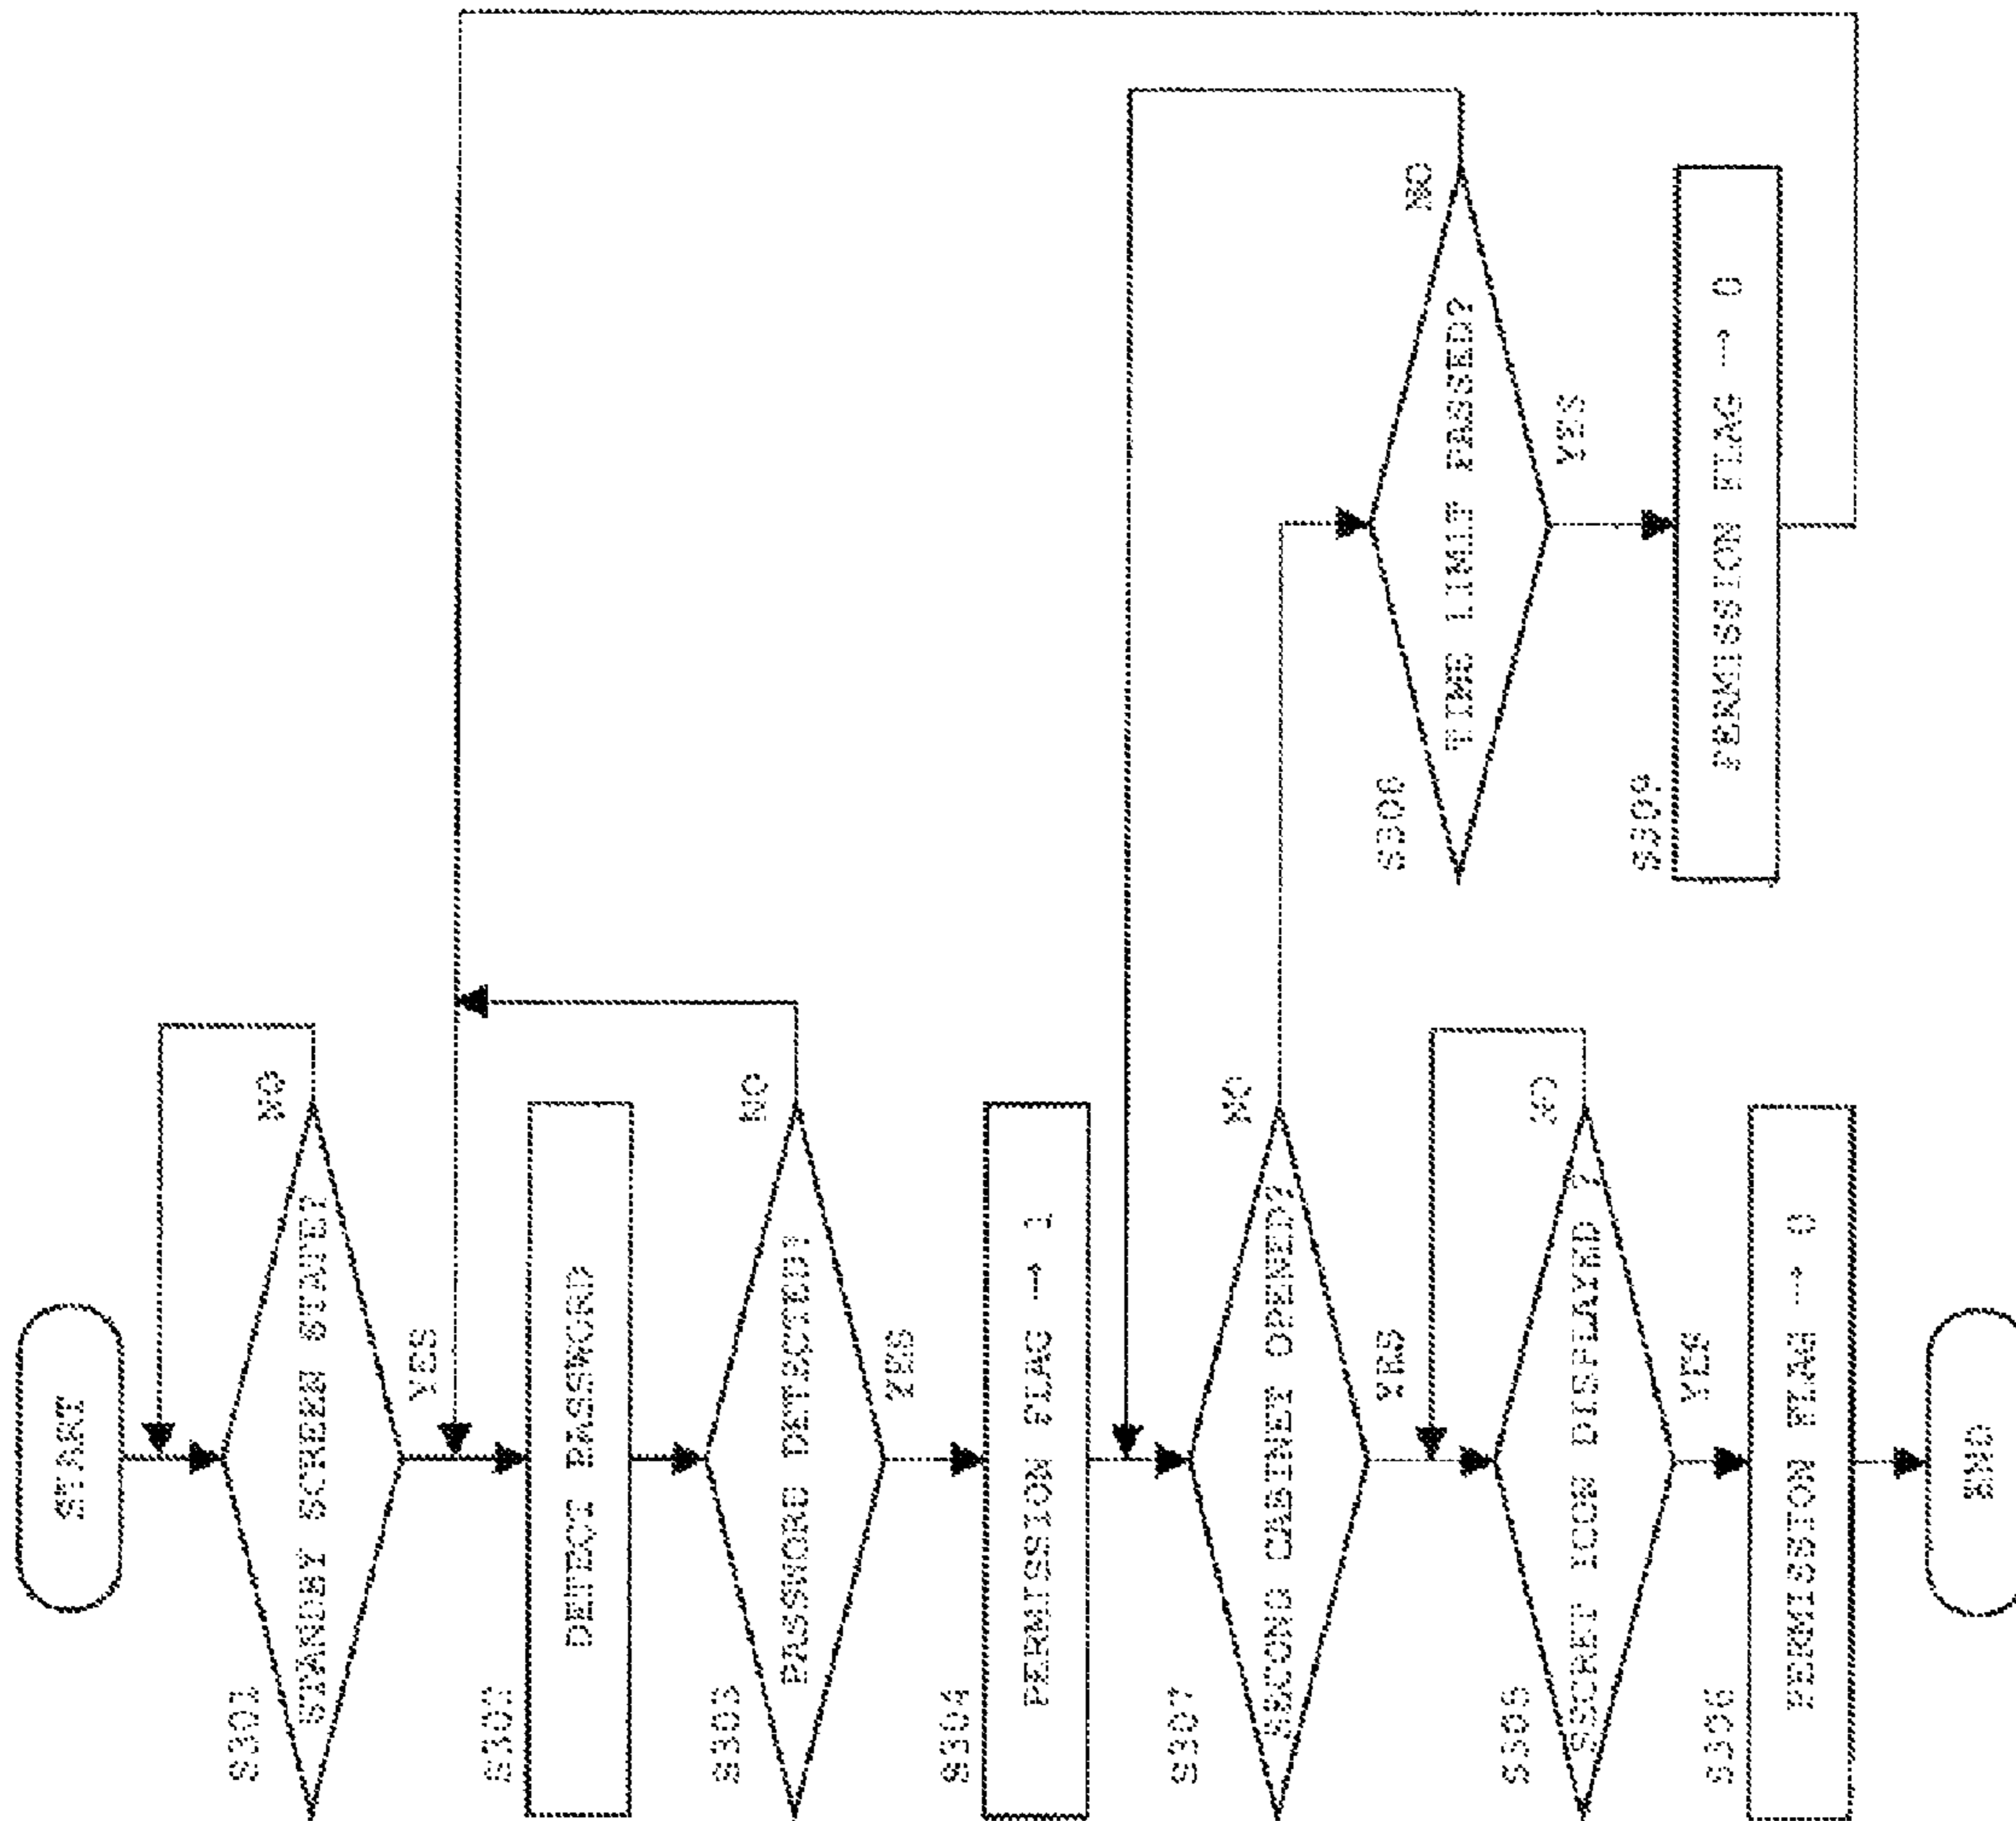 START
S301
STANDBY SCREEN STATE?
NO
YES
S302
DETECT PASSWORD
S303
PASSWORD DETECTED?
NO
YES
S304
PERMISSION FLAG → 1
S307
SECOND CABINET OPENED?
NO
YES
S308
TIME LIMIT PASSED?
NO
YES
S309
PERMISSION FLAG → 0
S305
SECRET ICON DISPLAYED ?
NO
YES
S306
PERMISSION FLAG → 0
END